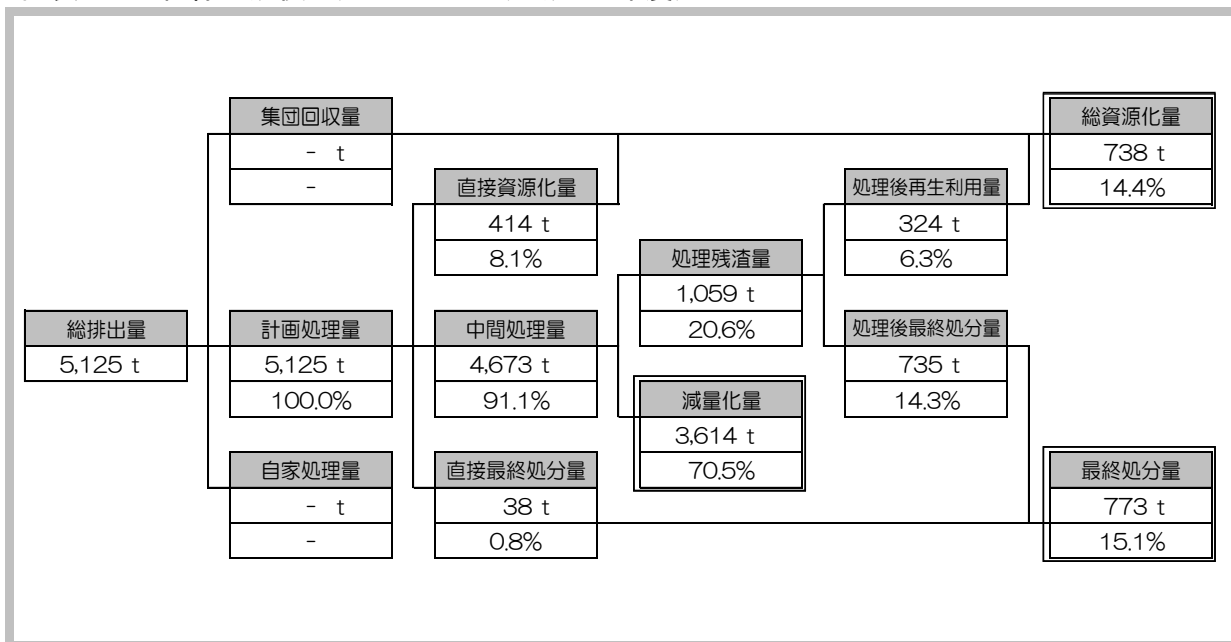 集団回収量
- t
-
総資源化量
738 t
14.4%
直接資源化量
414 t
8.1%
処理後再生利用量
324 t
6.3%
処理残渣量
1,059 t
20.6%
総排出量
5,125 t
計画処理量
5,125 t
100.0%
中間処理量
4,673 t
91.1%
処理後最終処分量
735 t
14.3%
減量化量
3,614 t
70.5%
自家処理量
- t
-
直接最終処分量
38 t
0.8%
最終処分量
773 t
15.1%